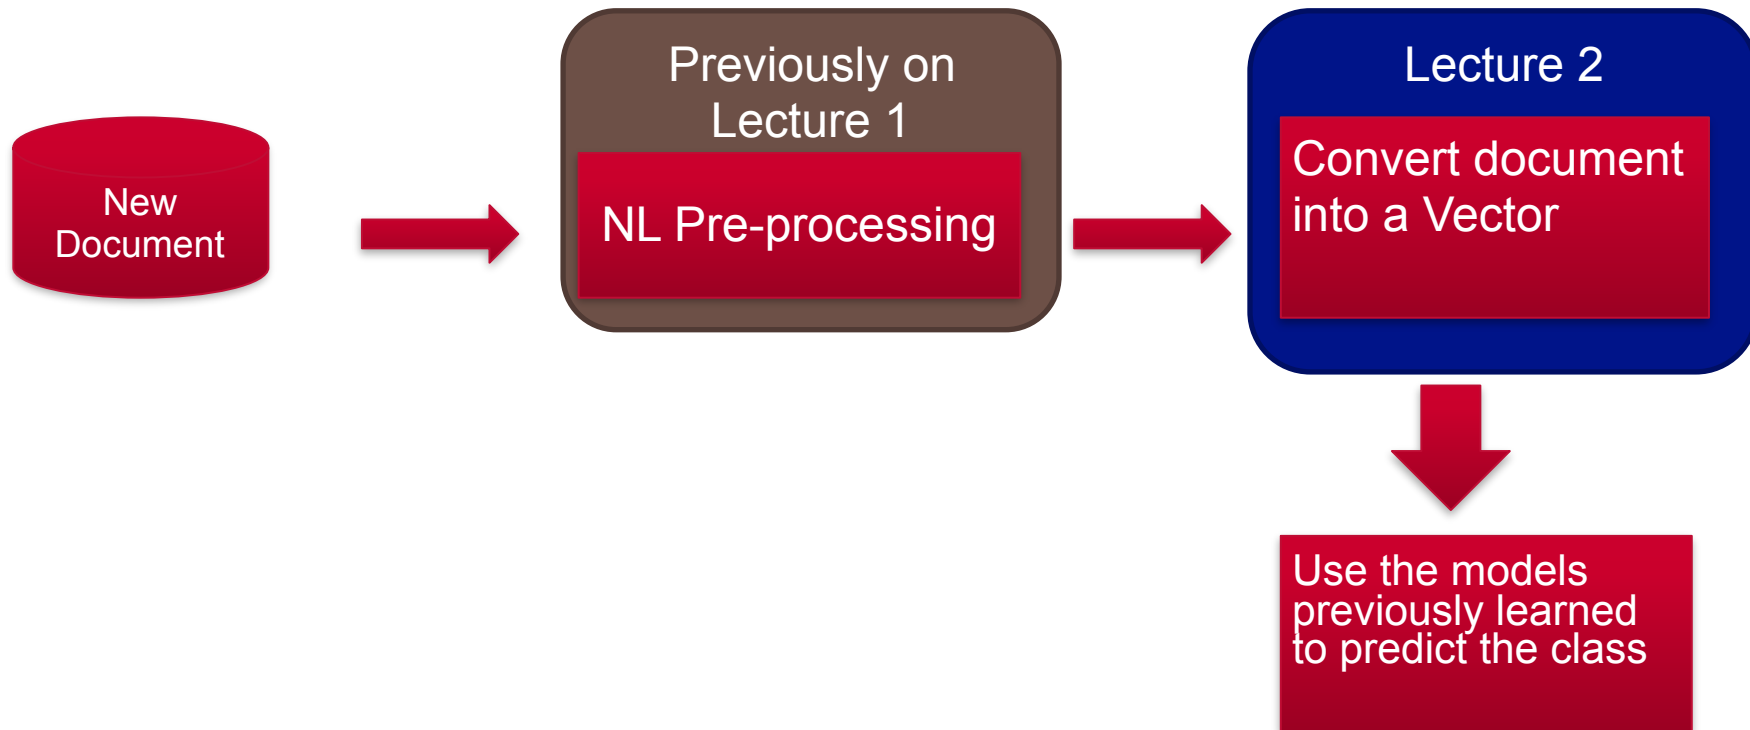 New
Document
Previously on
Lecture 1
NL Pre-processing
Lecture 2
Convert document
into a Vector
Use the models
previously learned
to predict the class